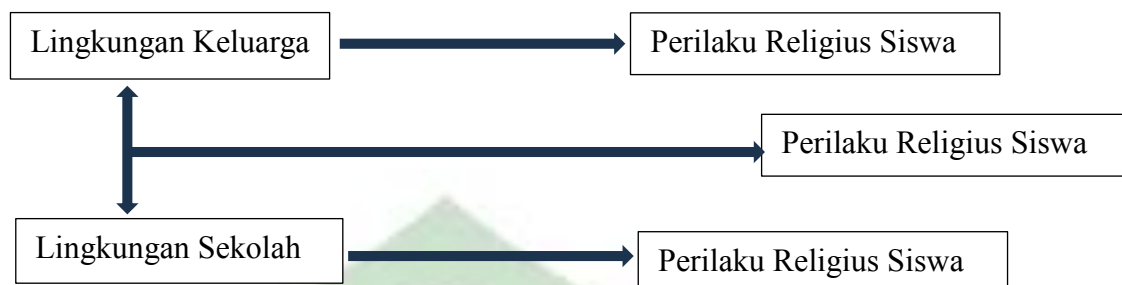 Lingkungan Keluarga
Perilaku Religius Siswa
Perilaku Religius Siswa
Lingkungan Sekolah
Perilaku Religius Siswa